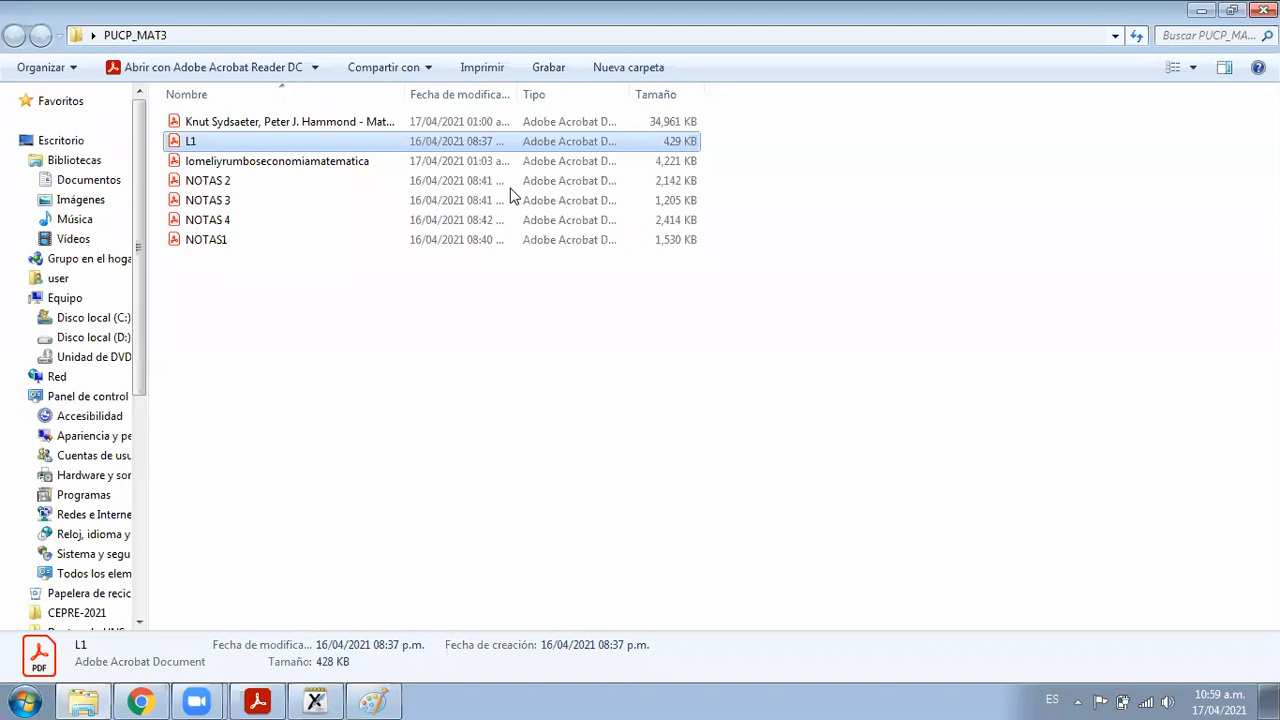 PUCP_MAT3
Buscar PUCP_MA...
Organizar
Abrir con Adobe Acrobat Reader DC
Compartir con
Imprimir
Grabar
Nueva carpeta
Nombre
Fecha de modifica...
Tipo
Tamaño
Knut Sydsaeter, Peter J. Hammond - Mat... 17/04/2021 01:00 a... Adobe Acrobat D... 34,961 KB
L1 16/04/2021 08:37 ... Adobe Acrobat D... 429 KB
lomeliyrumboseconomiamatematica 17/04/2021 01:03 a... Adobe Acrobat D... 4,221 KB
NOTAS 2 16/04/2021 08:41 ... Adobe Acrobat D... 2,142 KB
NOTAS 3 16/04/2021 08:41 ... Adobe Acrobat D... 1,205 KB
NOTAS 4 16/04/2021 08:42 ... Adobe Acrobat D... 2,414 KB
NOTAS1 16/04/2021 08:40 ... Adobe Acrobat D... 1,530 KB
Favoritos
Escritorio
Bibliotecas
Documentos
Imágenes
Música
Vídeos
Grupo en el hoga
user
Equipo
Disco local (C:)
Disco local (D:)
Unidad de DVD
Red
Panel de control
Accesibilidad
Apariencia y pe
Cuentas de usu
Hardware y sor
Programas
Redes e Interne
Reloj, idioma y
Sistema y segu
Todos los elem
Papelera de recic
CEPRE-2021
L1
Adobe Acrobat Document
Fecha de modifica... 16/04/2021 08:37 p.m.
Tamaño: 428 KB
Fecha de creación: 16/04/2021 08:37 p.m.
PDF
ES
10:59 a.m.
17/04/2021